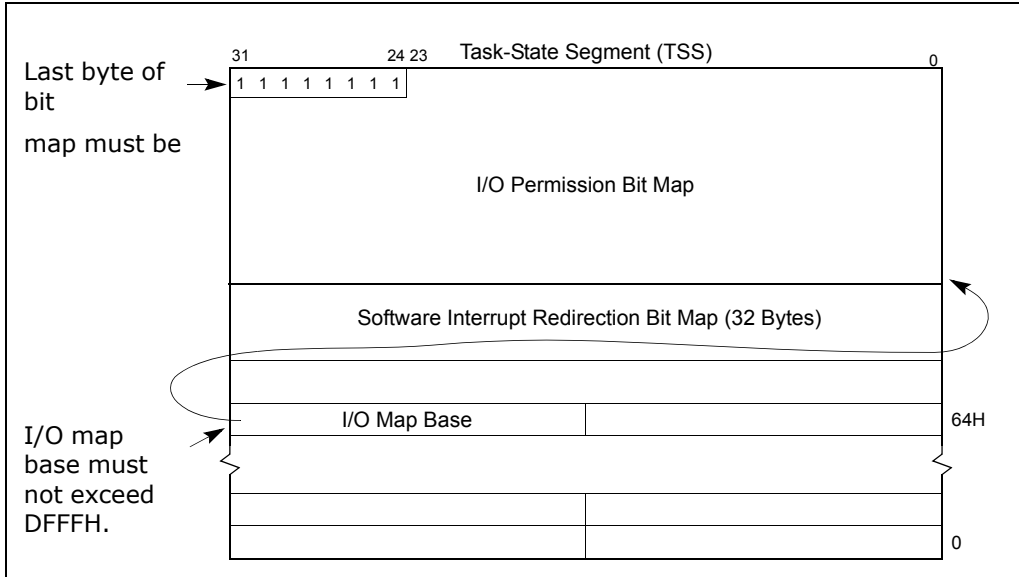 31 24 23 Task-State Segment (TSS) 0
Last byte of
bit
map must be
1 1 1 1 1 1 1 1
I/O Permission Bit Map
Software Interrupt Redirection Bit Map (32 Bytes)
I/O Map Base 64H
I/O map
base must
not exceed
DFFFH.
0